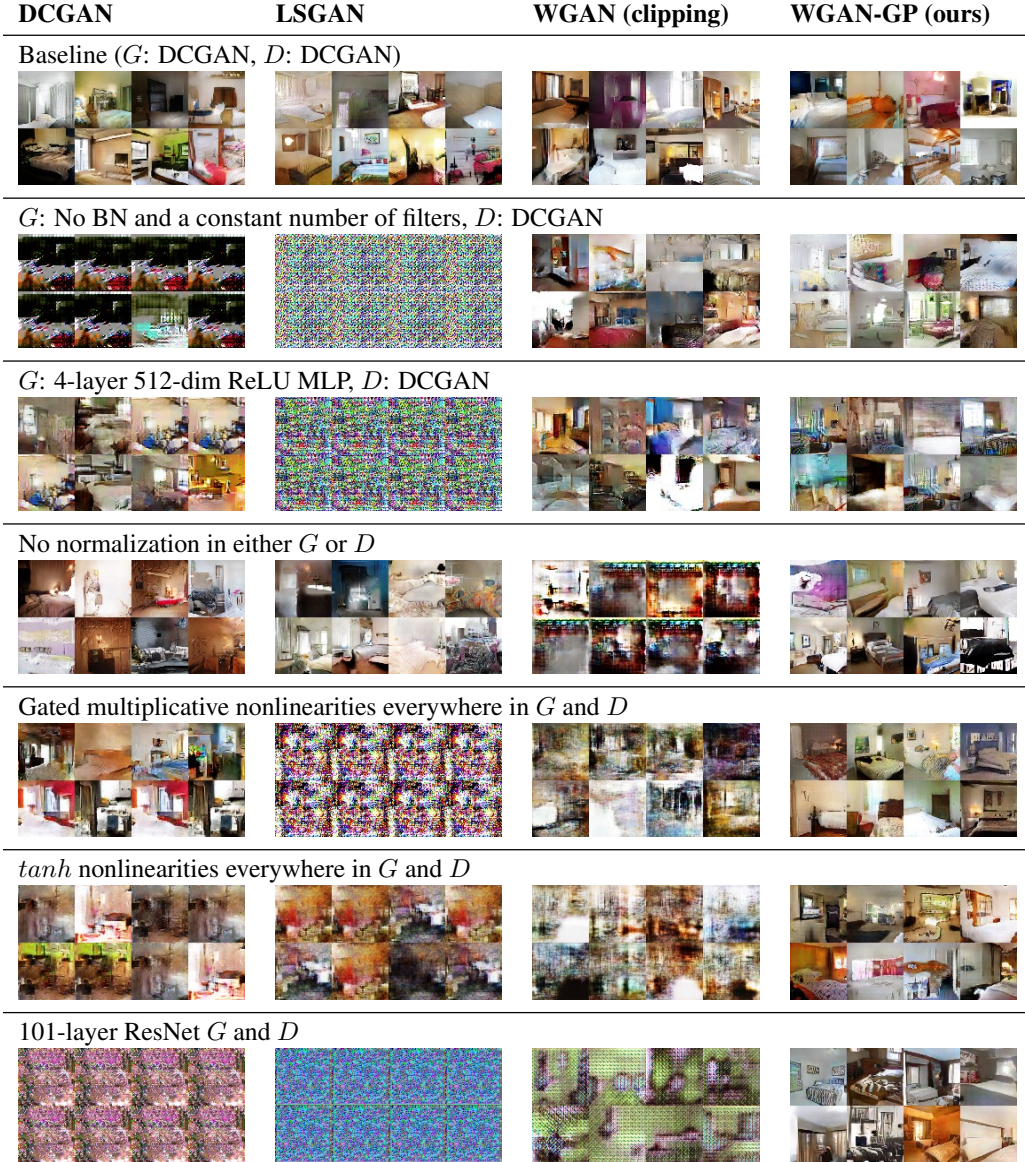 DCGAN LSGAN WGAN (clipping) WGAN-GP (ours)
Baseline (G: DCGAN, D: DCGAN)
G: No BN and a constant number of filters, D: DCGAN
G: 4-layer 512-dim ReLU MLP, D: DCGAN
No normalization in either G or D
Gated multiplicative nonlinearities everywhere in G and D
tanh nonlinearities everywhere in G and D
101-layer ResNet G and D